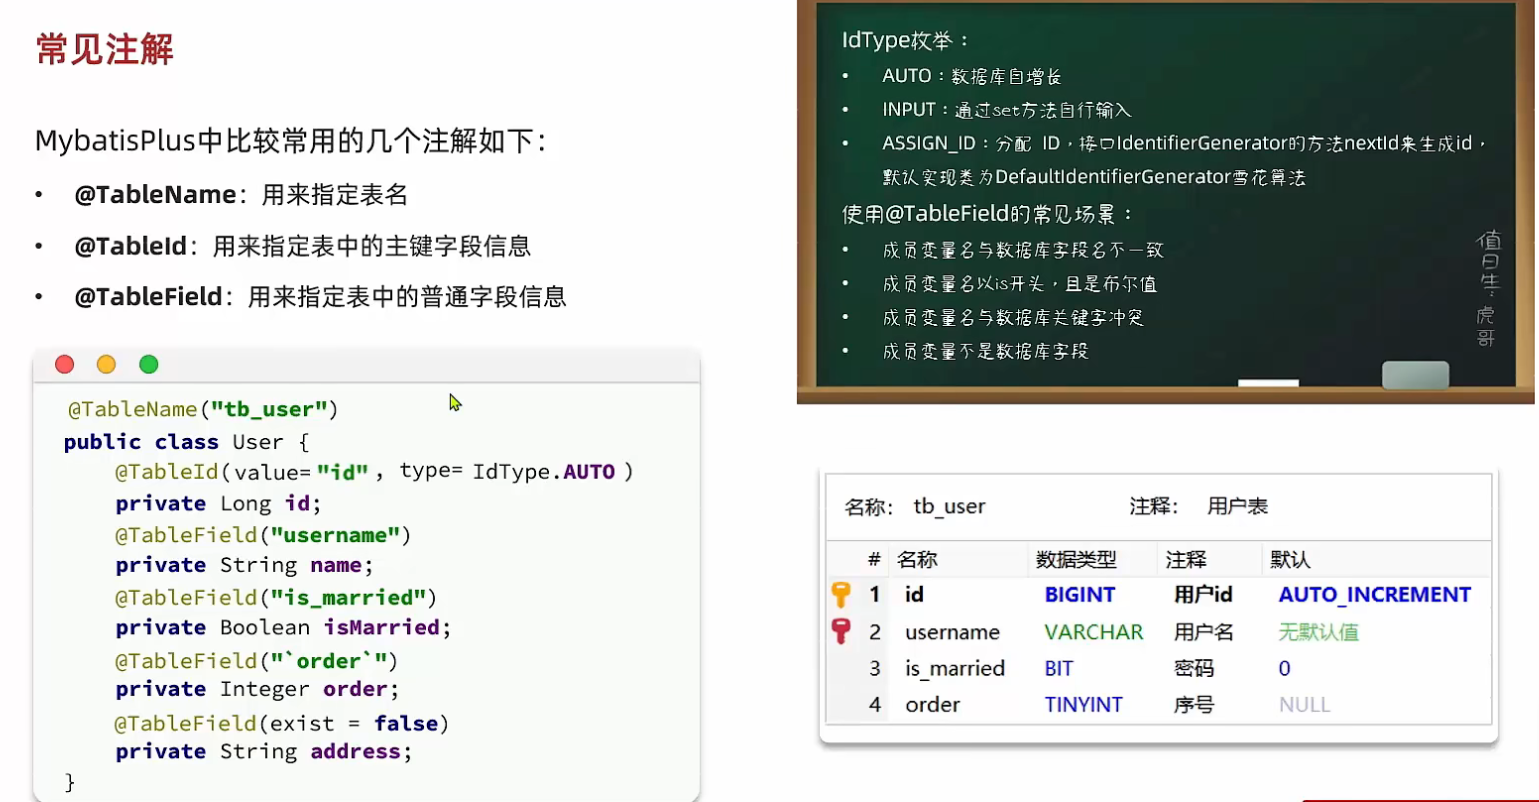 常见注解
MybatisPlus中比较常用的几个注解如下：
• @TableName：用来指定表名
• @TableId：用来指定表中的主键字段信息
• @TableField：用来指定表中的普通字段信息
@TableName("tb_user")
public class User {
@TableId(value="id", type= IdType.AUTO )
private Long id;
@TableField("username")
private String name;
@TableField("is_married")
private Boolean isMarried;
@TableField("`order`")
private Integer order;
@TableField(exist = false)
private String address;
}
IdType枚举：
• AUTO：数据库自增长
• INPUT：通过set方法自行输入
• ASSIGN_ID：分配 ID，接口IdentifierGenerator的方法nextId来生成id，
默认实现类为DefaultIdentifierGenerator雪花算法
使用@TableField的常见场景：
• 成员变量名与数据库字段名不一致
• 成员变量名以is开头，且是布尔值
• 成员变量名与数据库关键字冲突
• 成员变量不是数据库字段
值日生：虎哥
名称： tb_user 注释： 用户表
# 名称 数据类型 注释 默认
1 id BIGINT 用户id AUTO_INCREMENT
2 username VARCHAR 用户名 无默认值
3 is_married BIT 密码 0
4 order TINYINT 序号 NULL